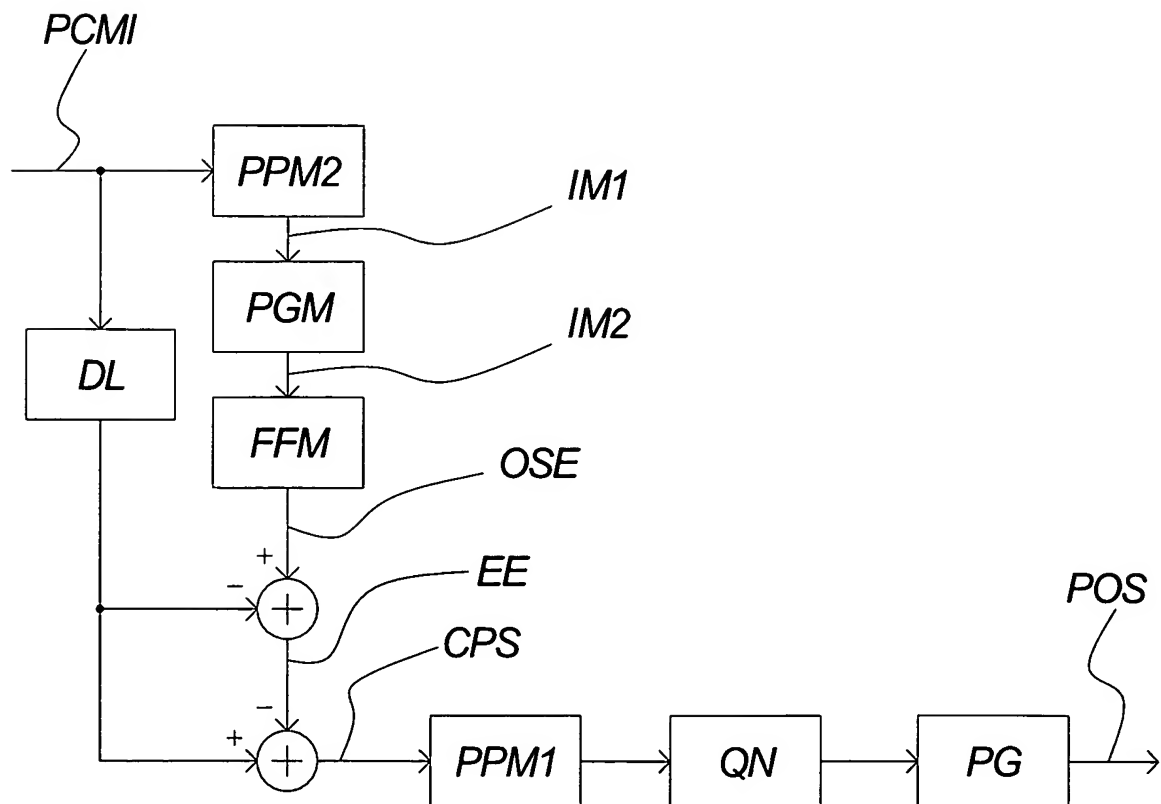 PCMI
PPM2
IM1
PGM
IM2
DL
FFM
OSE
+
−
+
EE
POS
CPS
−
+
+
PPM1
QN
PG